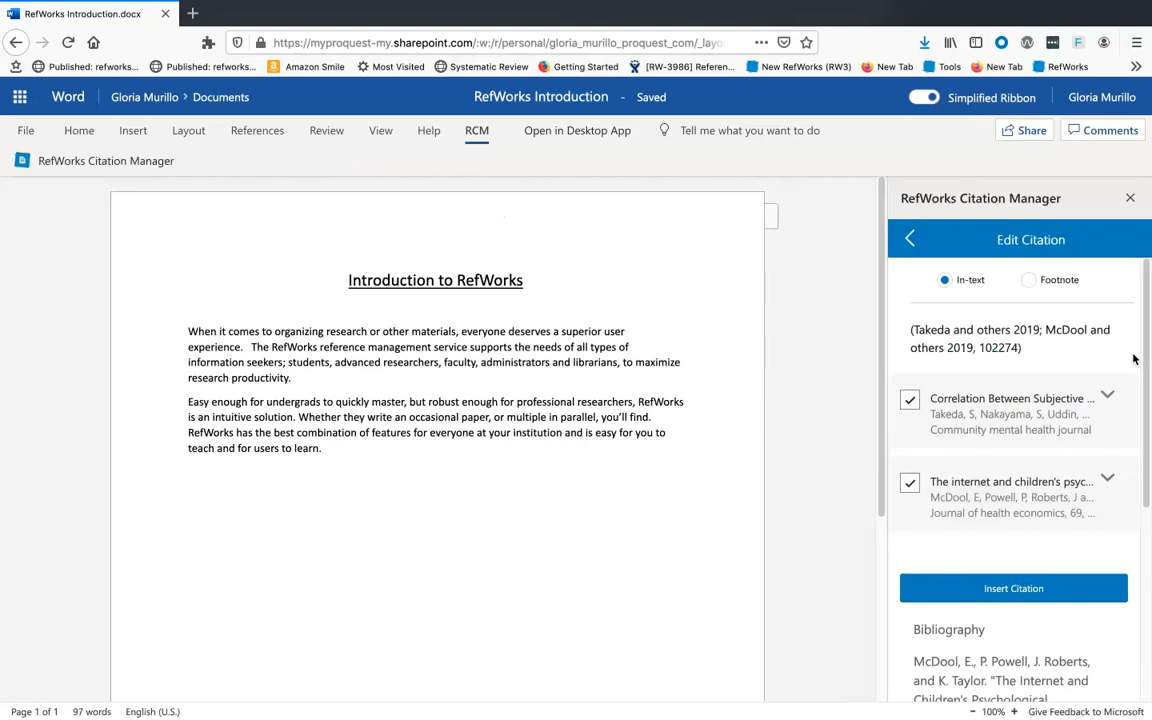 RefWorks Introduction.docx
https://myproquest-my.sharepoint.com/:w:/r/personal/gloria_murillo_proquest_com/_layo
Published: refworks...
Published: refworks...
Amazon Smile
Most Visited
Systematic Review
Getting Started
[RW-3986] Referen...
New RefWorks (RW3)
New Tab
Tools
New Tab
RefWorks
Word
Gloria Murillo > Documents
RefWorks Introduction - Saved
Simplified Ribbon
Gloria Murillo
File
Home
Insert
Layout
References
Review
View
Help
RCM
Open in Desktop App
Tell me what you want to do
Share
Comments
RefWorks Citation Manager
Introduction to RefWorks
When it comes to organizing research or other materials, everyone deserves a superior user
experience. The RefWorks reference management service supports the needs of all types of
information seekers; students, advanced researchers, faculty, administrators and librarians, to maximize
research productivity.
Easy enough for undergrads to quickly master, but robust enough for professional researchers, RefWorks
is an intuitive solution. Whether they write an occasional paper, or multiple in parallel, you'll find.
RefWorks has the best combination of features for everyone at your institution and is easy for you to
teach and for users to learn.
RefWorks Citation Manager
Edit Citation
In-text
Footnote
(Takeda and others 2019; McDool and
others 2019, 102274)
Correlation Between Subjective ...
Takeda, S, Nakayama, S, Uddin, ...
Community mental health journal
The internet and children's psyc...
McDool, E, Powell, P, Roberts, J a...
Journal of health economics, 69, ...
Insert Citation
Bibliography
McDool, E., P. Powell, J. Roberts,
and K. Taylor. "The Internet and
Children's Psychological
Page 1 of 1
97 words
English (U.S.)
- 100% +
Give Feedback to Microsoft